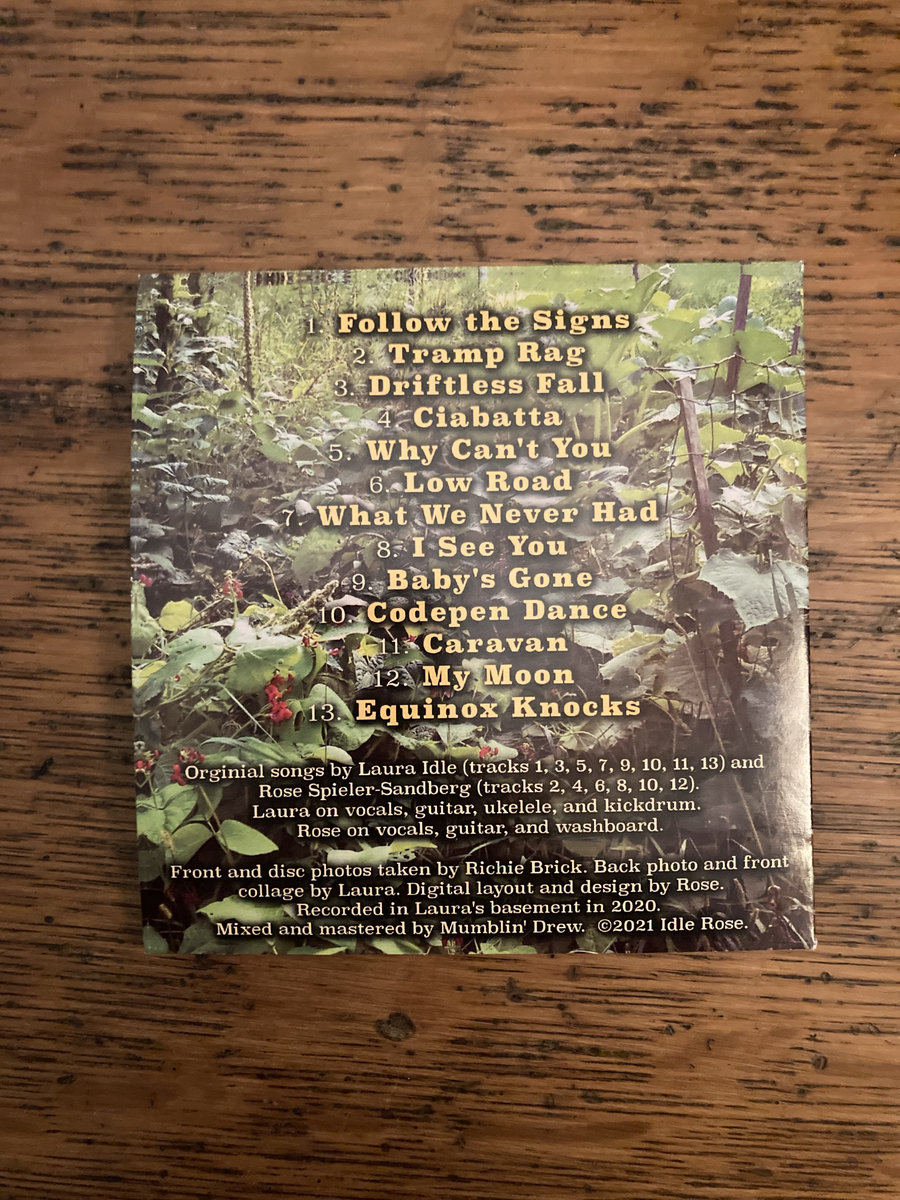 1. Follow the Signs
2. Tramp Rag
3. Driftless Fall
4. Ciabatta
5. Why Can't You
6. Low Road
7. What We Never Had
8. I See You
9. Baby's Gone
10. Codepen Dance
11. Caravan
12. My Moon
13. Equinox Knocks
Orginial songs by Laura Idle (tracks 1, 3, 5, 7, 9, 10, 11, 13) and
Rose Spieler-Sandberg (tracks 2, 4, 6, 8, 10, 12).
Laura on vocals, guitar, ukelele, and kickdrum.
Rose on vocals, guitar, and washboard.
Front and disc photos taken by Richie Brick. Back photo and front
collage by Laura. Digital layout and design by Rose.
Recorded in Laura's basement in 2020.
Mixed and mastered by Mumblin' Drew. ©2021 Idle Rose.